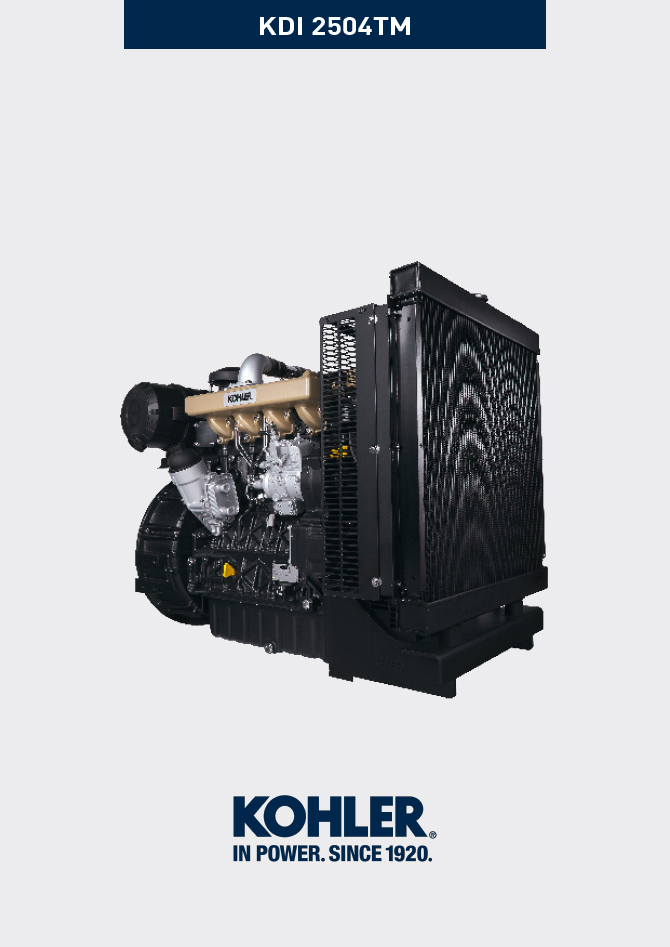 KDI 2504TM
KOHLER
KOHLER®
IN POWER. SINCE 1920.